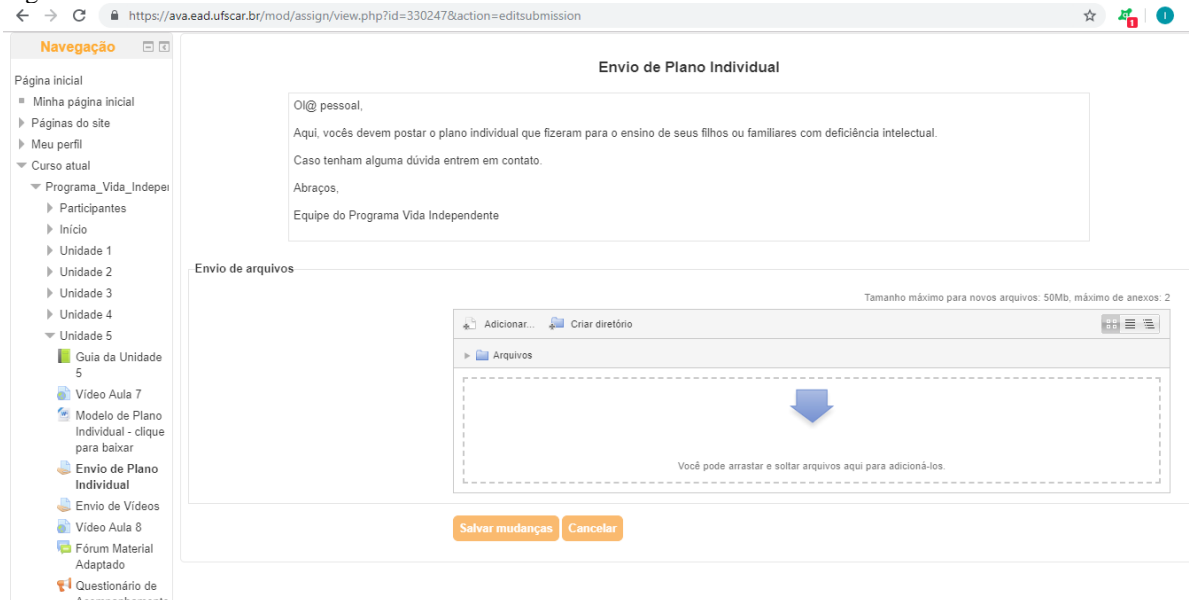 https://ava.ead.ufscar.br/mod/assign/view.php?id=330247&action=editsubmission
1
I
Navegação
Página inicial
Minha página inicial
Páginas do site
Meu perfil
Curso atual
Programa_Vida_Indepe
Participantes
Início
Unidade 1
Unidade 2
Unidade 3
Unidade 4
Unidade 5
Guia da Unidade
5
Vídeo Aula 7
Modelo de Plano
Individual - clique
para baixar
Envio de Plano
Individual
Envio de Vídeos
Vídeo Aula 8
Fórum Material
Adaptado
Questionário de
Envio de Plano Individual
Ol@ pessoal,
Aqui, vocês devem postar o plano individual que fizeram para o ensino de seus filhos ou familiares com deficiência intelectual.
Caso tenham alguma dúvida entrem em contato.
Abraços,
Equipe do Programa Vida Independente
Envio de arquivos
Tamanho máximo para novos arquivos: 50Mb, máximo de anexos: 2
Adicionar... Criar diretório
Arquivos
Você pode arrastar e soltar arquivos aqui para adicioná-los.
Salvar mudanças Cancelar